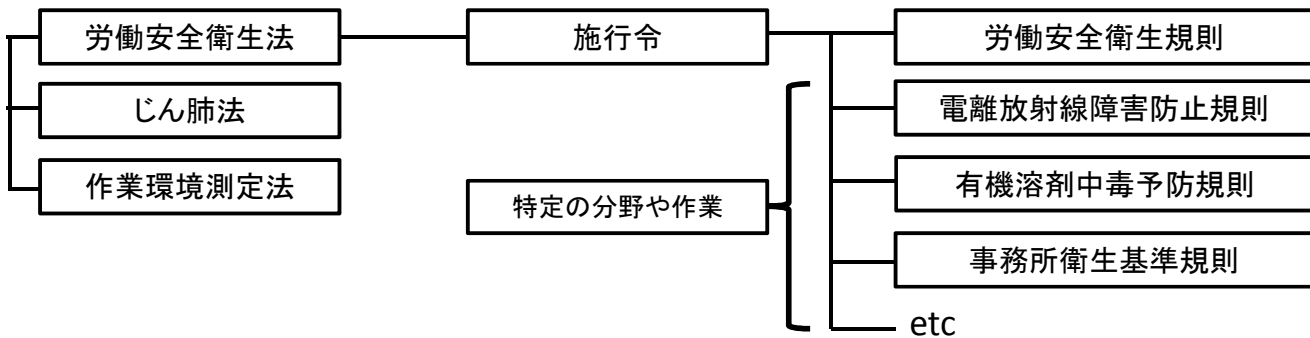 労働安全衛生法
施行令
労働安全衛生規則
じん肺法
電離放射線障害防止規則
作業環境測定法
特定の分野や作業
有機溶剤中毒予防規則
事務所衛生基準規則
etc